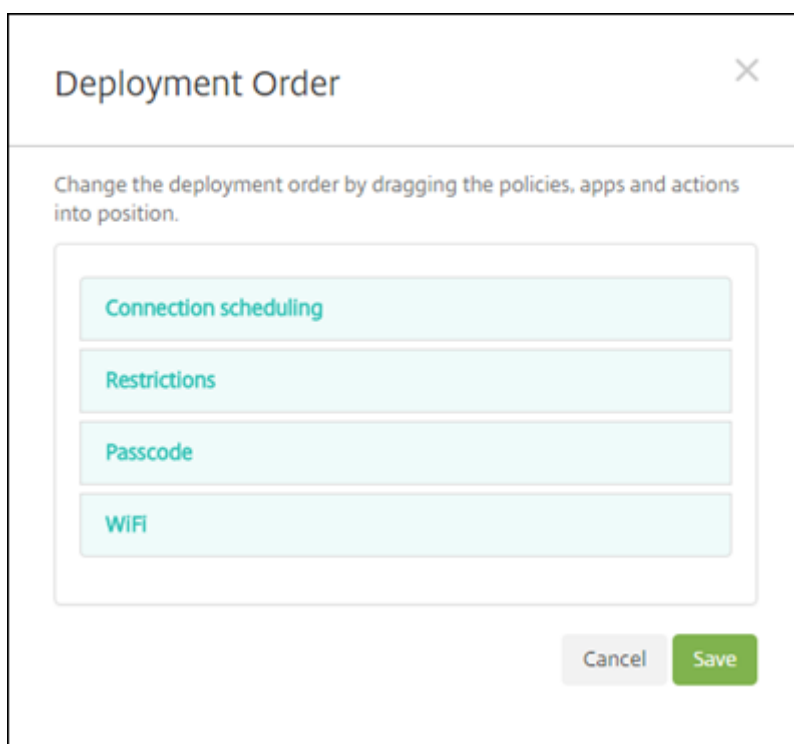 Deployment Order
Change the deployment order by dragging the policies, apps and actions
into position.
Connection scheduling
Restrictions
Passcode
WiFi
Cancel
Save